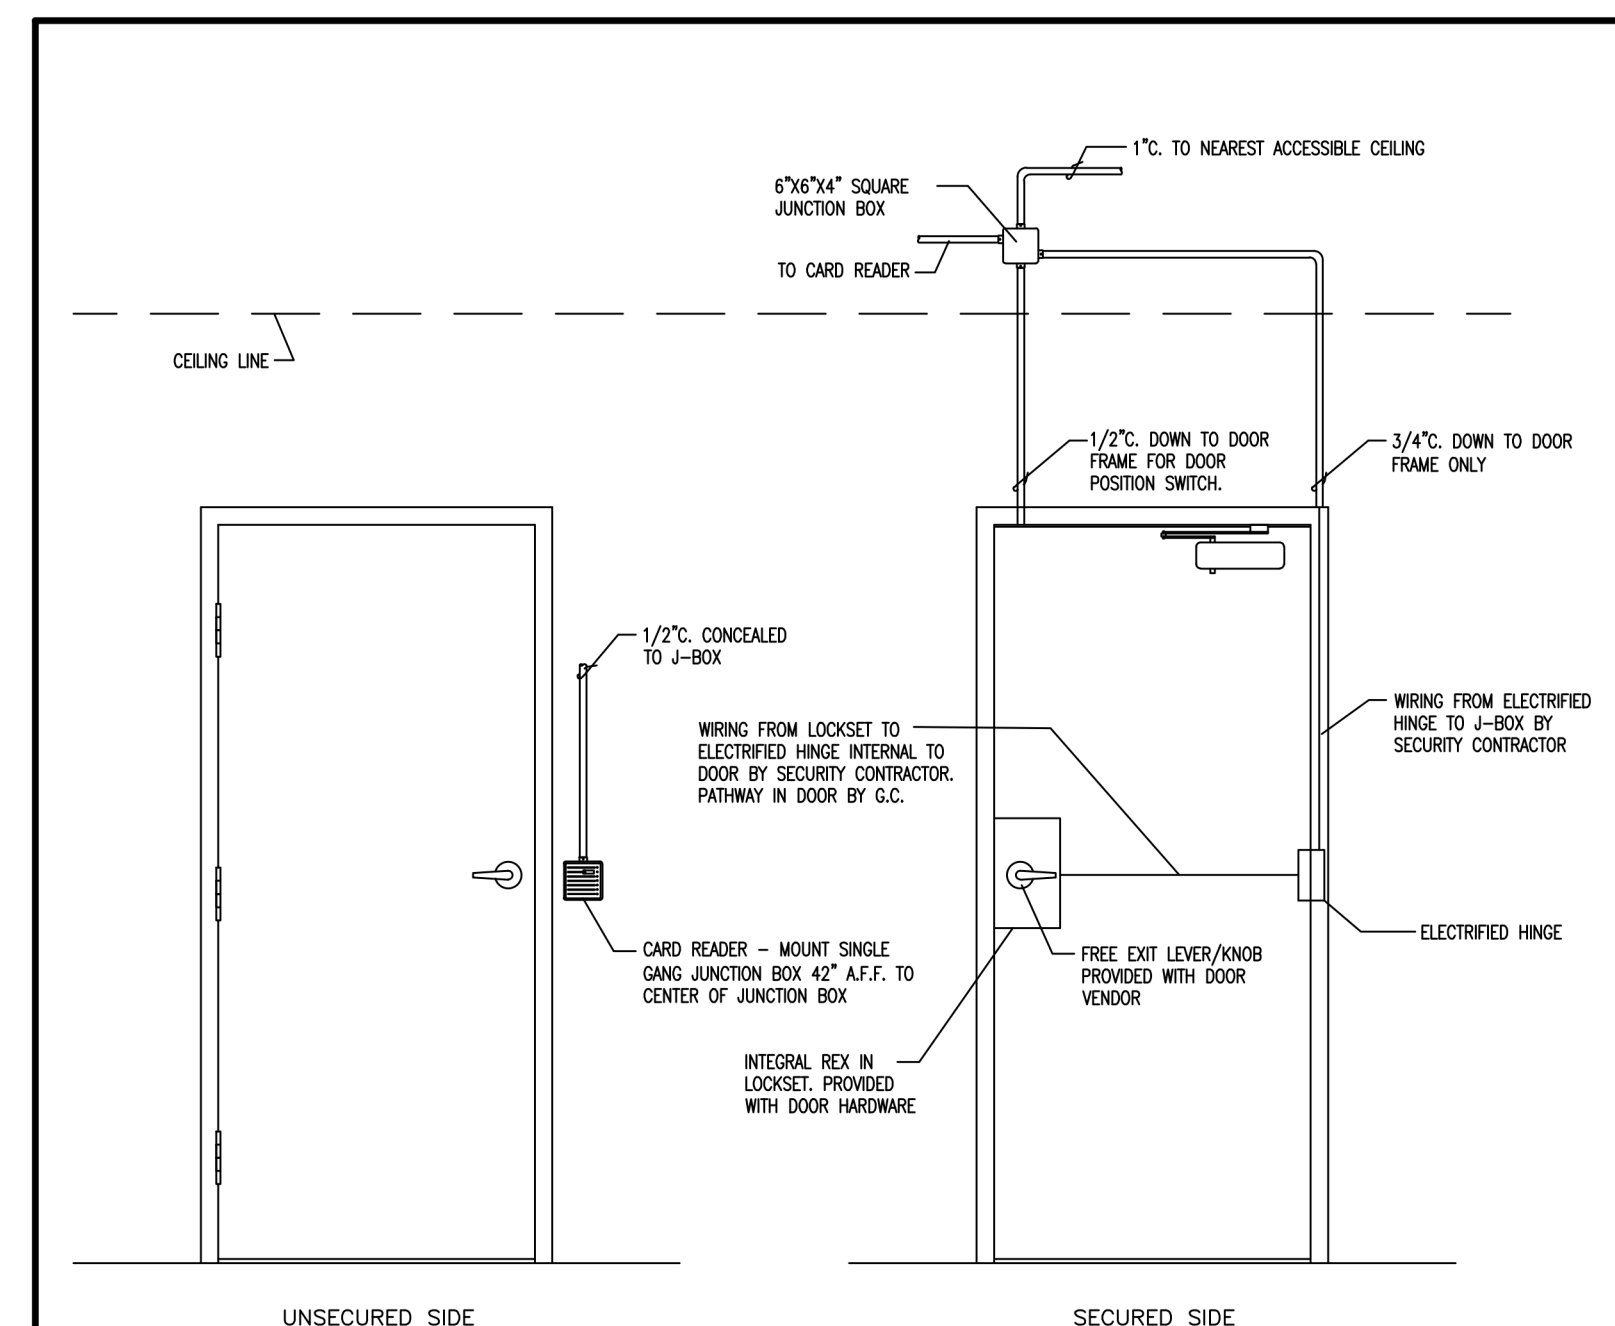 1"C. TO NEAREST ACCESSIBLE CEILING
6"X6"X4" SQUARE
JUNCTION BOX
TO CARD READER
CEILING LINE
1/2"C. DOWN TO DOOR
FRAME FOR DOOR
POSITION SWITCH.
3/4"C. DOWN TO DOOR
FRAME ONLY
1/2"C. CONCEALED
TO J-BOX
WIRING FROM LOCKSET TO
ELECTRIFIED HINGE INTERNAL TO
DOOR BY SECURITY CONTRACTOR.
PATHWAY IN DOOR BY G.C.
WIRING FROM ELECTRIFIED
HINGE TO J-BOX BY
SECURITY CONTRACTOR
CARD READER - MOUNT SINGLE
GANG JUNCTION BOX 42" A.F.F. TO
CENTER OF JUNCTION BOX
FREE EXIT LEVER/KNOB
PROVIDED WITH DOOR
VENDOR
ELECTRIFIED HINGE
INTEGRAL REX IN
LOCKSET. PROVIDED
WITH DOOR HARDWARE
UNSECURED SIDE
SECURED SIDE